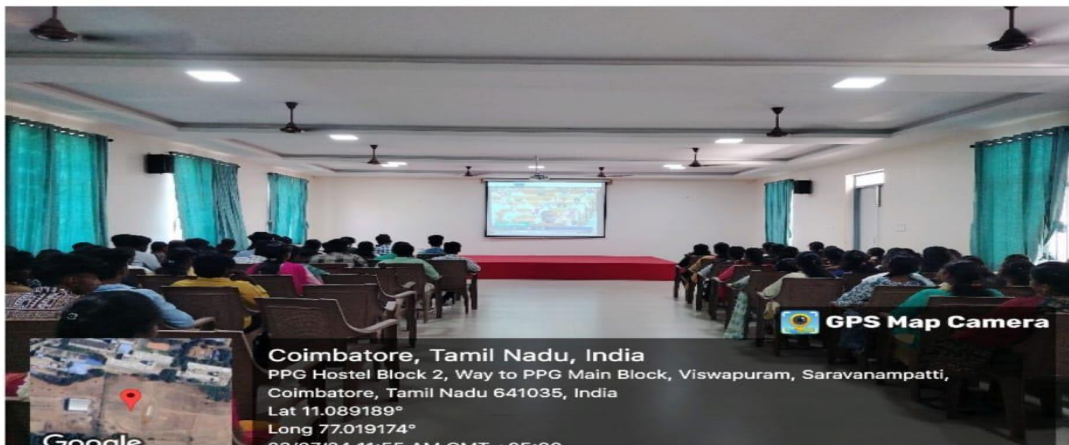 GPS Map Camera
Coimbatore, Tamil Nadu, India
PPG Hostel Block 2, Way to PPG Main Block, Viswapuram, Saravanampatti,
Coimbatore, Tamil Nadu 641035, India
Lat 11.089189°
Long 77.019174°
Google